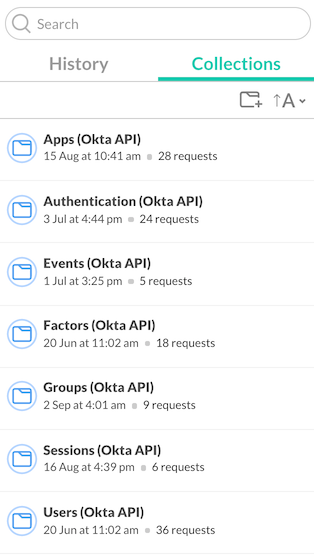 Search
History
Collections
↑A
Apps (Okta API)
15 Aug at 10:41 am ■ 28 requests
Authentication (Okta API)
3 Jul at 4:44 pm ■ 24 requests
Events (Okta API)
1 Jul at 3:25 pm ■ 5 requests
Factors (Okta API)
20 Jun at 11:02 am ■ 18 requests
Groups (Okta API)
2 Sep at 4:01 am ■ 9 requests
Sessions (Okta API)
16 Aug at 4:39 pm ■ 6 requests
Users (Okta API)
20 Jun at 11:02 am ■ 36 requests